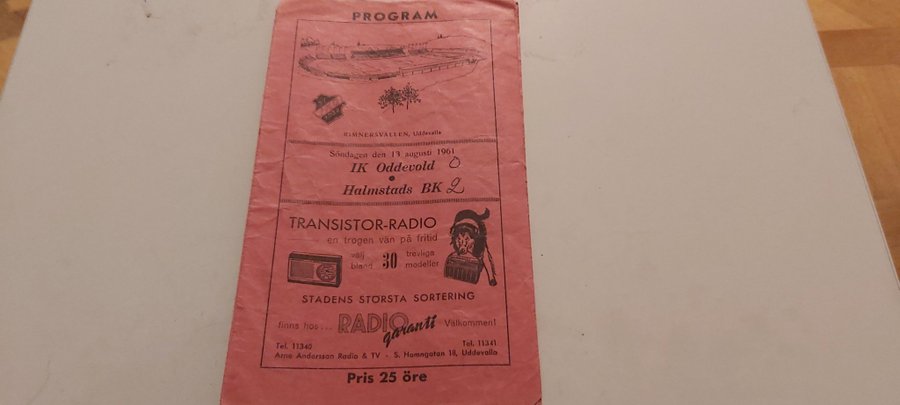 PROGRAM
RIMNERSVALLEN, Uddevalla
Söndagen den 13 augusti 1961
IK Oddevold 0
Halmstads BK 2
TRANSISTOR-RADIO
en trogen vän på fritid
välj bland 30 trevliga modeller
STADENS STÖRSTA SORTERING
finns hos... RADIO garanti Välkommen!
Tel. 11340 Tel. 11341
Arne Andersson Radio & TV - S. Hamngatan 18, Uddevalla
Pris 25 öre